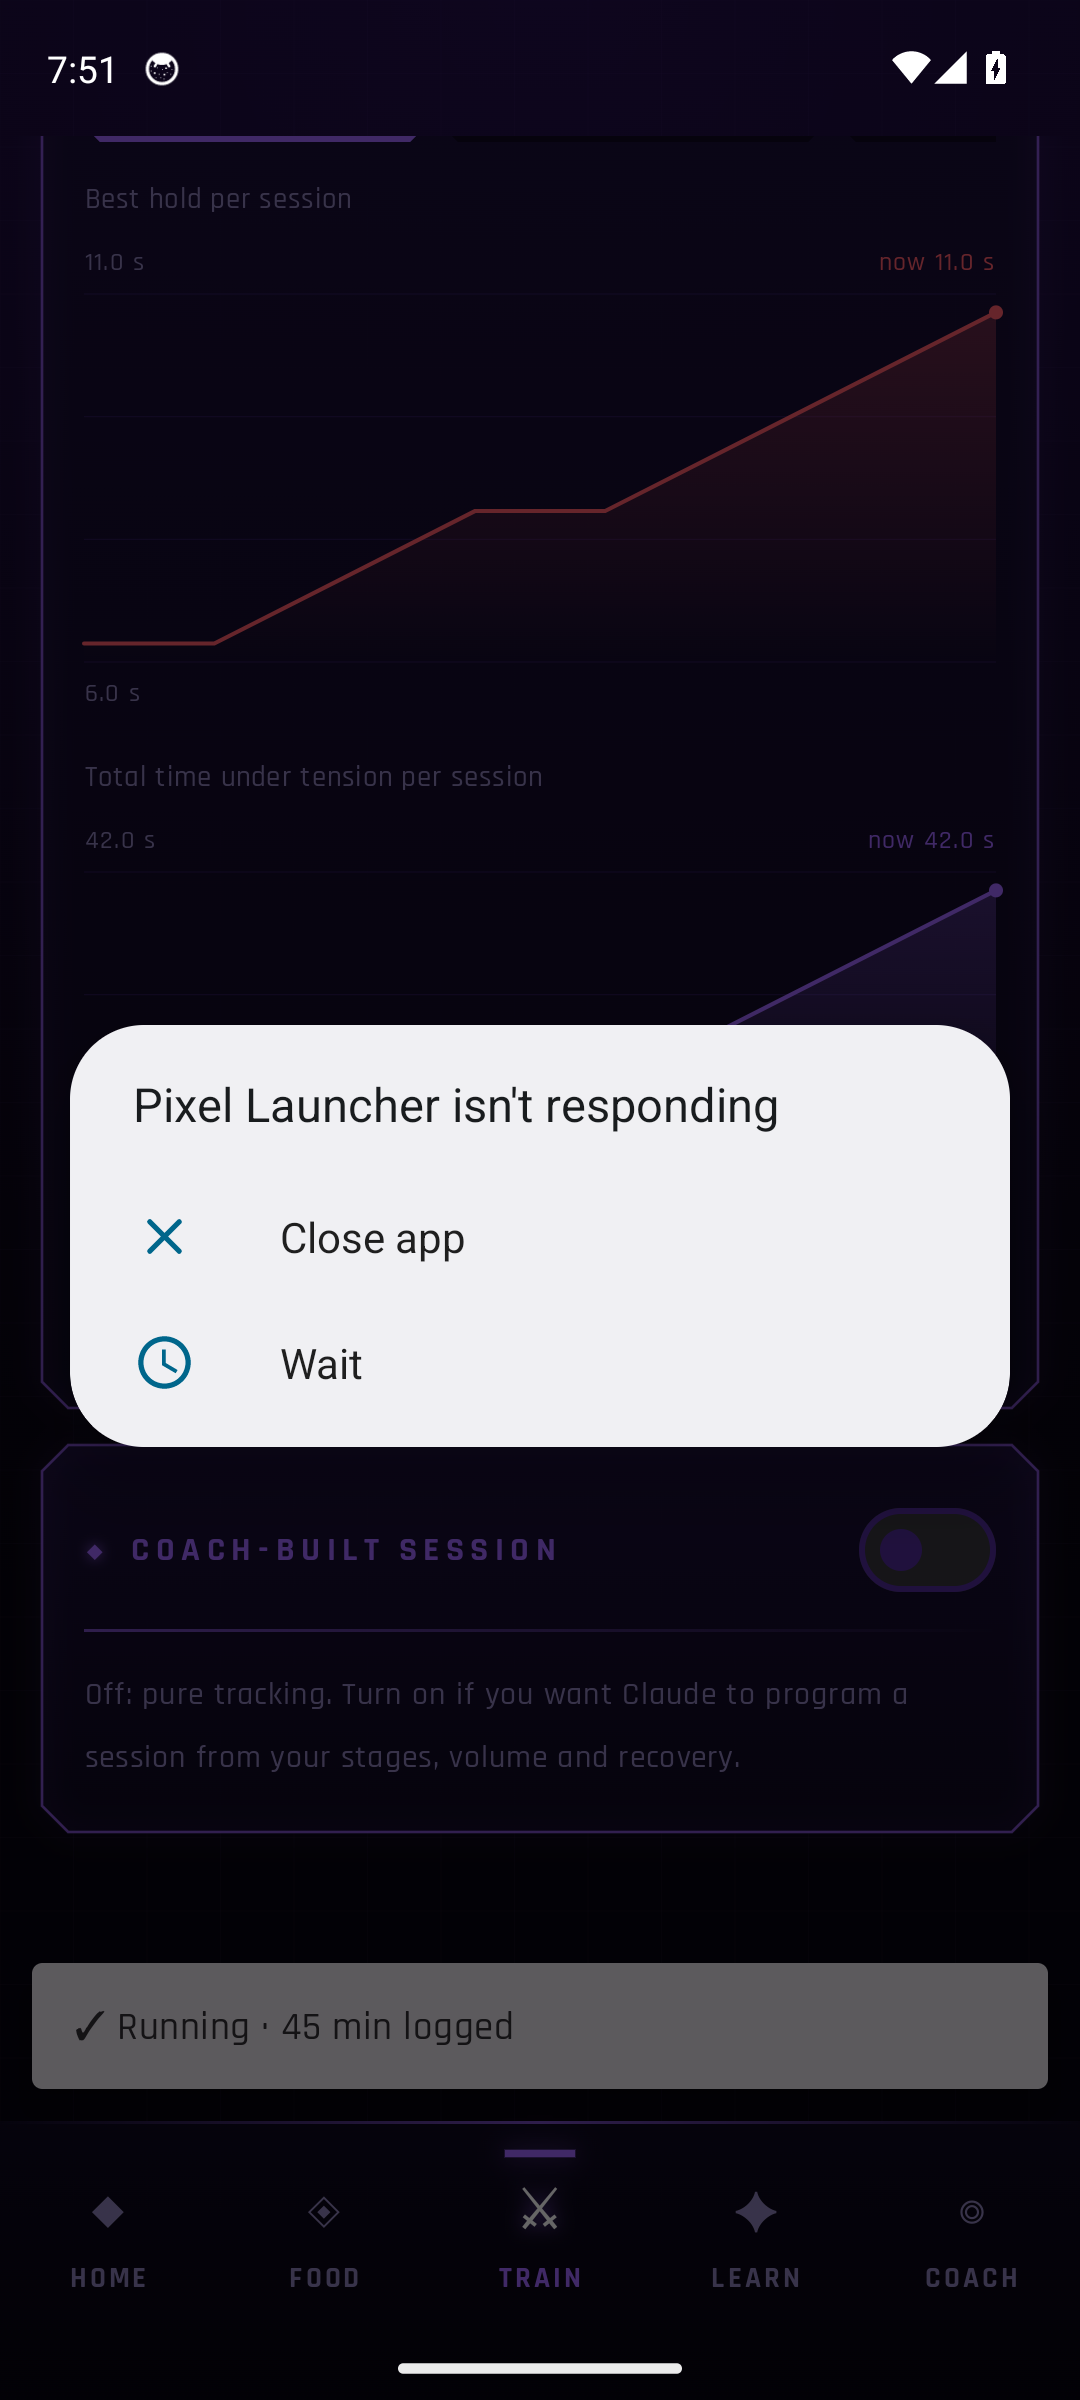 7:51
Best hold per session
11.0 s
now 11.0 s
6.0 s
Total time under tension per session
42.0 s
now 42.0 s
Pixel Launcher isn't responding
Close app
Wait
COACH-BUILT SESSION
Off: pure tracking. Turn on if you want Claude to program a
session from your stages, volume and recovery.
✓ Running · 45 min logged
HOME
FOOD
TRAIN
LEARN
COACH